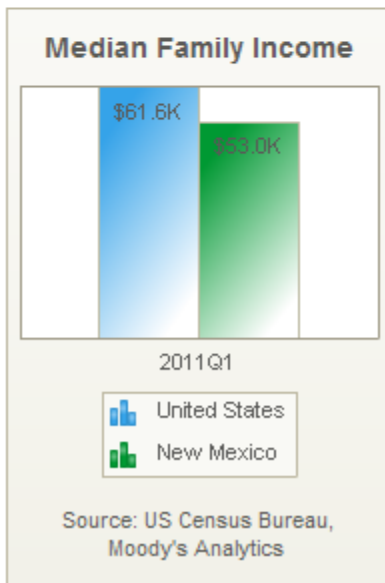 Median Family Income
$61.6K
$53.0K
2011Q1
United States
New Mexico
Source: US Census Bureau,
Moody's Analytics